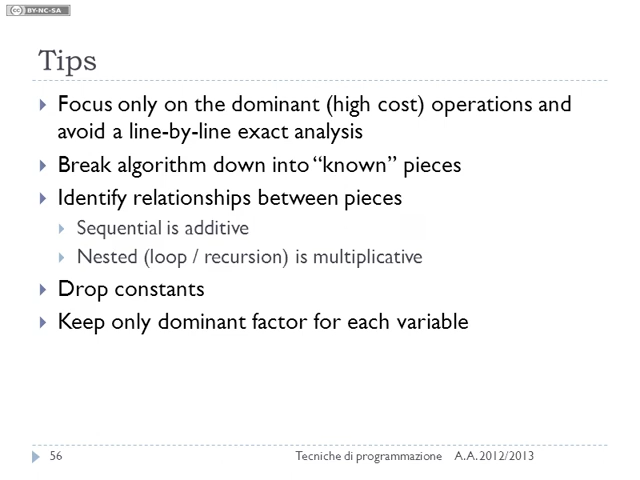 cc BY-NC-SA
Tips
Focus only on the dominant (high cost) operations and
avoid a line-by-line exact analysis
Break algorithm down into “known” pieces
Identify relationships between pieces
Sequential is additive
Nested (loop / recursion) is multiplicative
Drop constants
Keep only dominant factor for each variable
56 Tecniche di programmazione A.A. 2012/2013